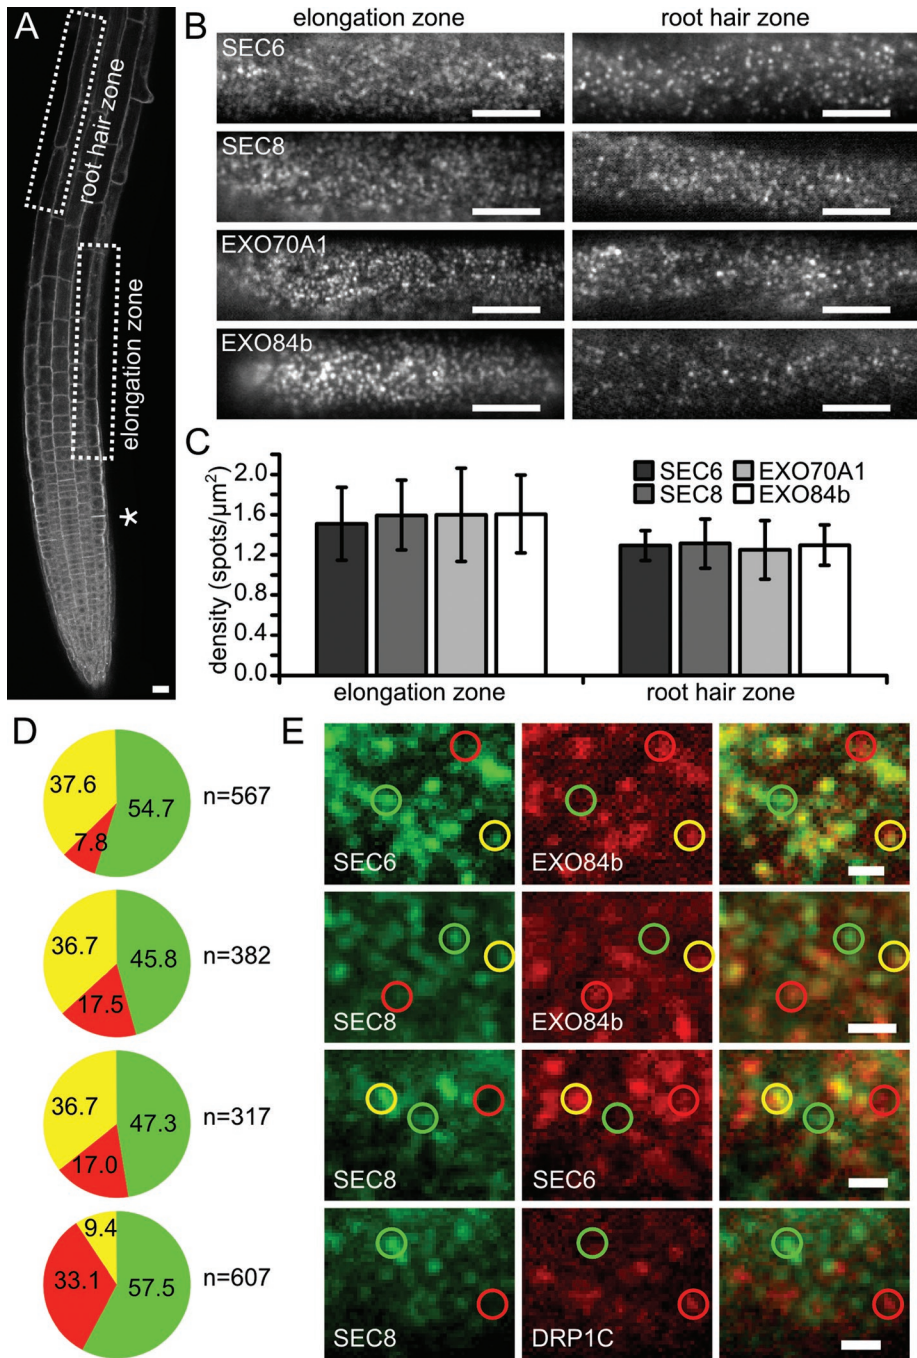 A
root hair zone
elongation zone
*
B
elongation zone
root hair zone
SEC6
SEC8
EXO70A1
EXO84b
C
density (spots/μm²)
2.0
1.6
1.2
0.8
0.4
0.0
SEC6
EXO70A1
SEC8
EXO84b
elongation zone
root hair zone
D
37.6
54.7
7.8
n=567
36.7
45.8
17.5
n=382
36.7
47.3
17.0
n=317
9.4
33.1
57.5
n=607
E
SEC6
EXO84b
SEC8
EXO84b
SEC8
SEC6
SEC8
DRP1C